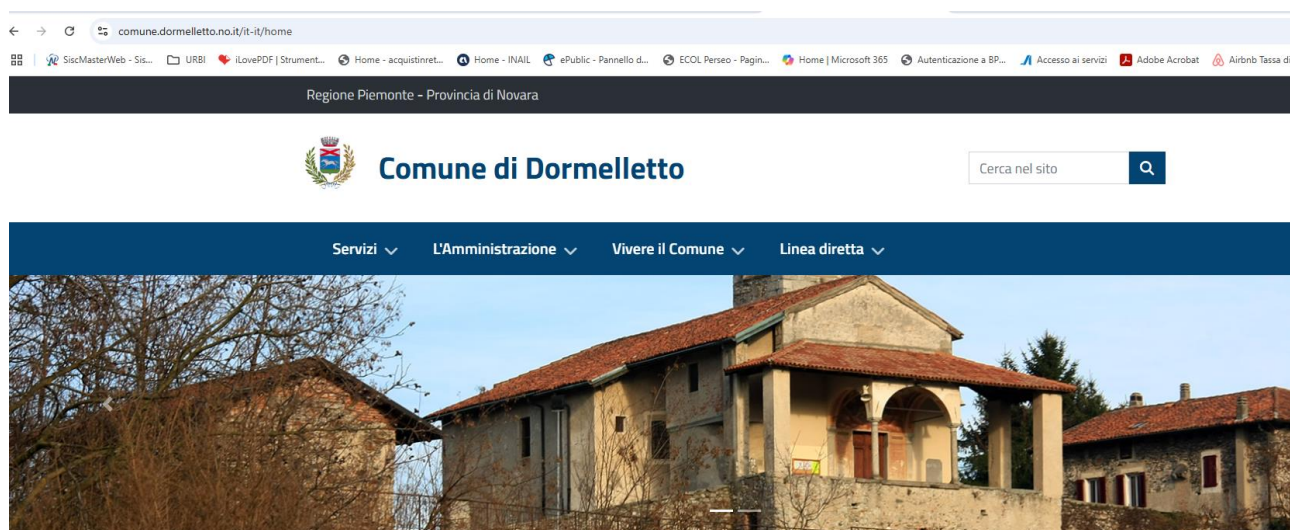 comune.dormelletto.no.it/it-it/home
SiscMasterWeb - Sis... URBI iLovePDF | Strument... Home - acquistinret... Home - INAIL ePublic - Pannello d... ECOL Perseo - Pagin... Home | Microsoft 365 Autenticazione a BP... Accesso ai servizi Adobe Acrobat Airbnb Tassa di
Regione Piemonte - Provincia di Novara
Comune di Dormelletto
Cerca nel sito
Servizi L'Amministrazione Vivere il Comune Linea diretta